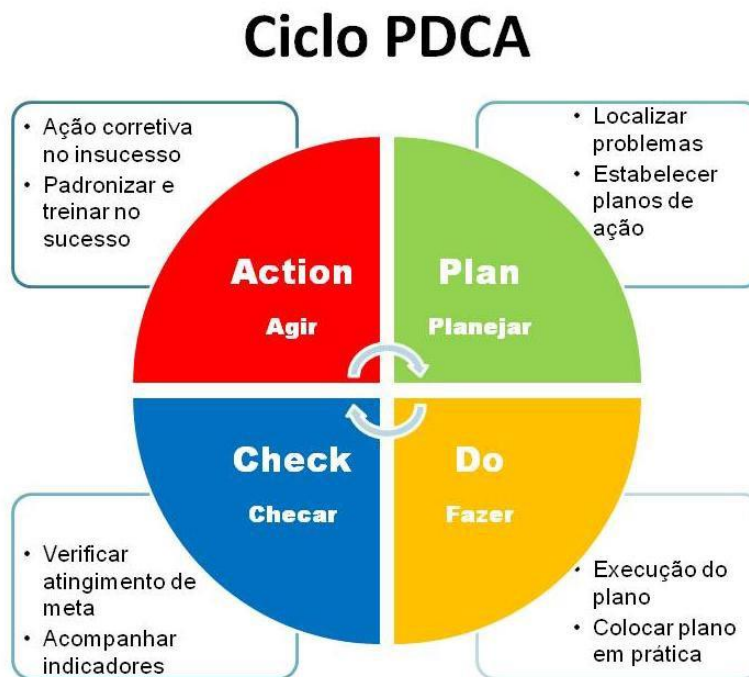 Ciclo PDCA
• Ação corretiva
no insucesso
• Padronizar e
treinar no
sucesso
• Localizar
problemas
• Estabelecer
planos de
ação
Action
Agir
Plan
Planejar
Check
Checar
Do
Fazer
• Verificar
atingimento de
meta
• Acompanhar
indicadores
• Execução do
plano
• Colocar plano
em prática